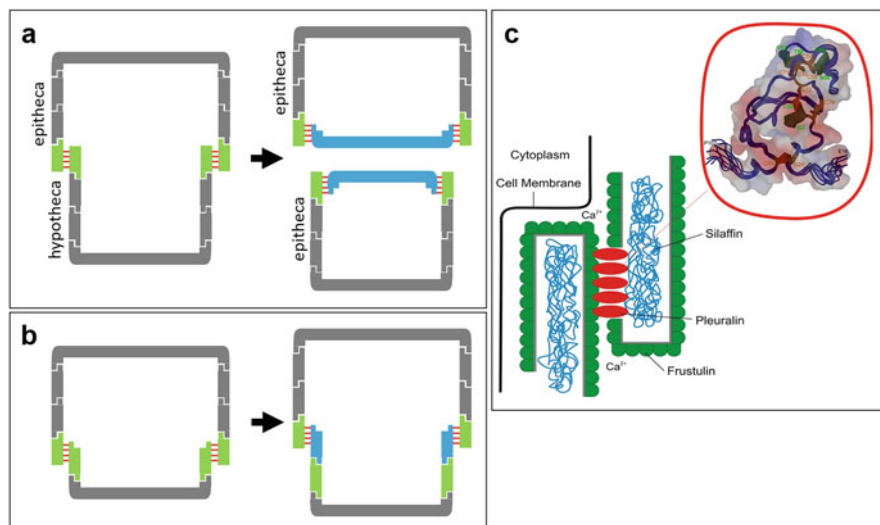 a
epitheca
hypotheca
epitheca
epitheca
b
c
Cytoplasm
Cell Membrane
Ca2+
Silaffin
Pleuralin
Ca2+
Frustulin